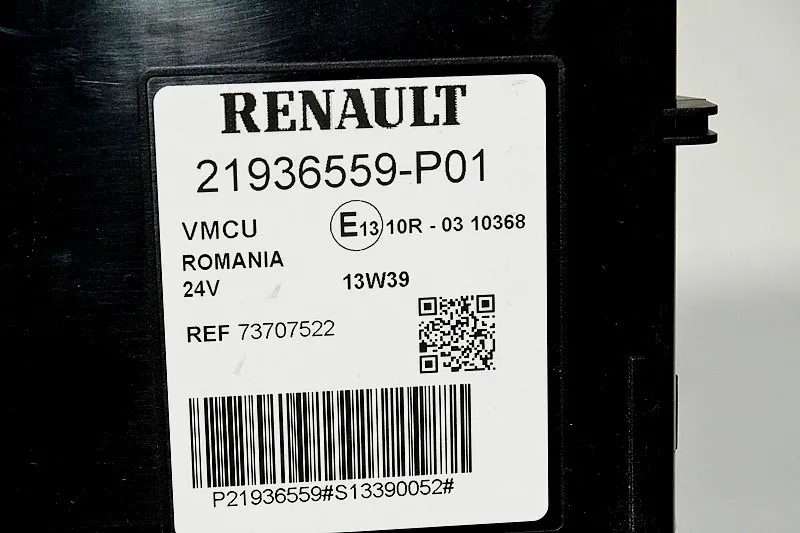 RENAULT
21936559-P01
VMCU E13 10R - 03 10368
ROMANIA
24V 13W39
REF 73707522
P21936559#S13390052#